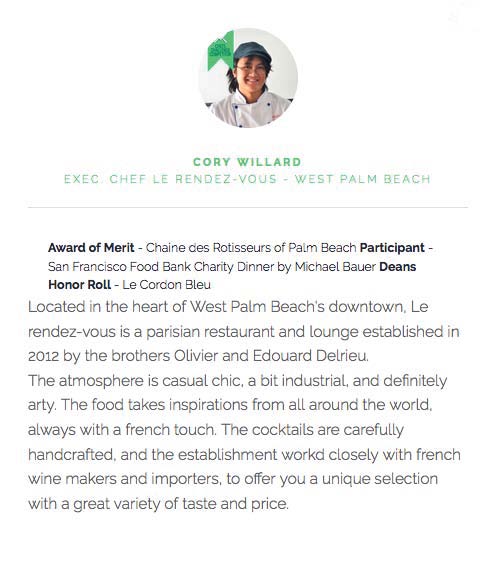 CORY WILLARD
EXEC. CHEF LE RENDEZ-VOUS - WEST PALM BEACH
Award of Merit - Chaine des Rotisseurs of Palm Beach Participant -
San Francisco Food Bank Charity Dinner by Michael Bauer Deans
Honor Roll - Le Cordon Bleu
Located in the heart of West Palm Beach's downtown, Le
rendez-vous is a parisian restaurant and lounge established in
2012 by the brothers Olivier and Edouard Delrieu.
The atmosphere is casual chic, a bit industrial, and definitely
arty. The food takes inspirations from all around the world,
always with a french touch. The cocktails are carefully
handcrafted, and the establishment workd closely with french
wine makers and importers, to offer you a unique selection
with a great variety of taste and price.